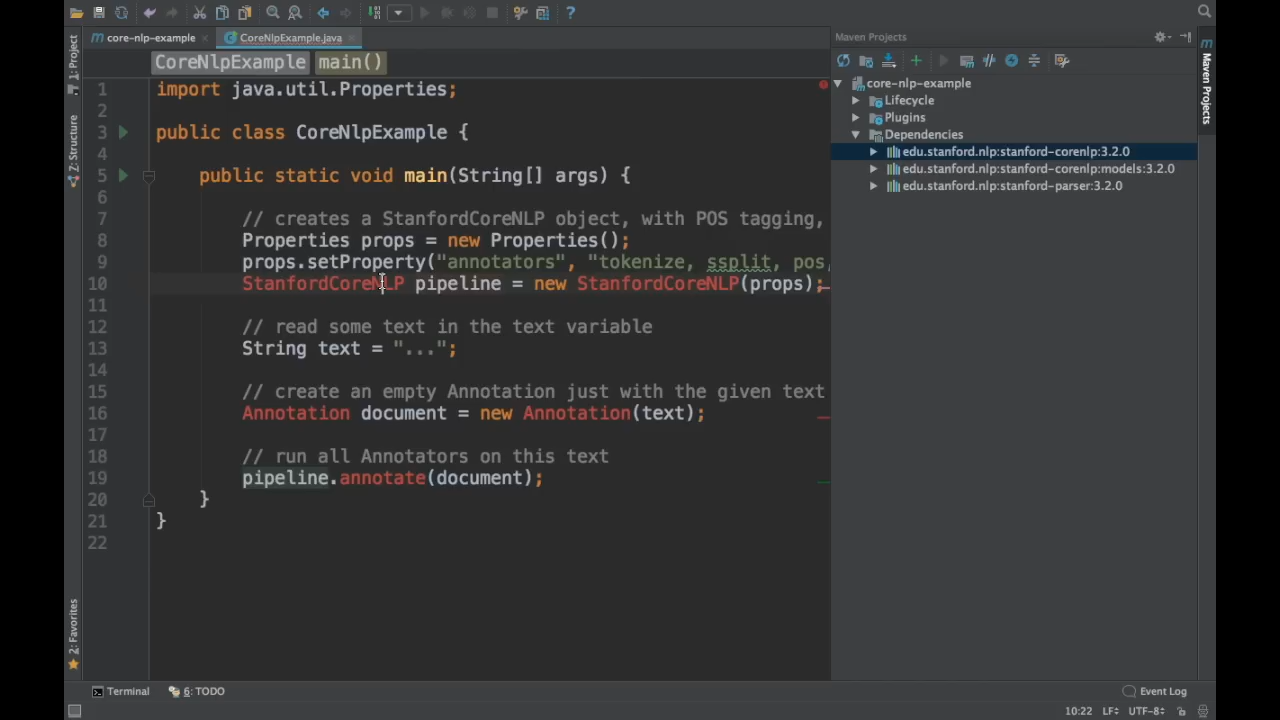 core-nlp-example
CoreNlpExample.java
Maven Projects
CoreNlpExample
main()
1: Project
Z: Structure
2: Favorites
Maven Projects
1 import java.util.Properties;
2
3 public class CoreNlpExample {
4
5 public static void main(String[] args) {
6
7 // creates a StanfordCoreNLP object, with POS tagging,
8 Properties props = new Properties();
9 props.setProperty("annotators", "tokenize, ssplit, pos,
10 StanfordCoreNLP pipeline = new StanfordCoreNLP(props);
11
12 // read some text in the text variable
13 String text = "...";
14
15 // create an empty Annotation just with the given text
16 Annotation document = new Annotation(text);
17
18 // run all Annotators on this text
19 pipeline.annotate(document);
20 }
21 }
22
core-nlp-example
Lifecycle
Plugins
Dependencies
edu.stanford.nlp:stanford-corenlp:3.2.0
edu.stanford.nlp:stanford-corenlp:models:3.2.0
edu.stanford.nlp:stanford-parser:3.2.0
Terminal
6: TODO
Event Log
10:22 LF÷ UTF-8÷